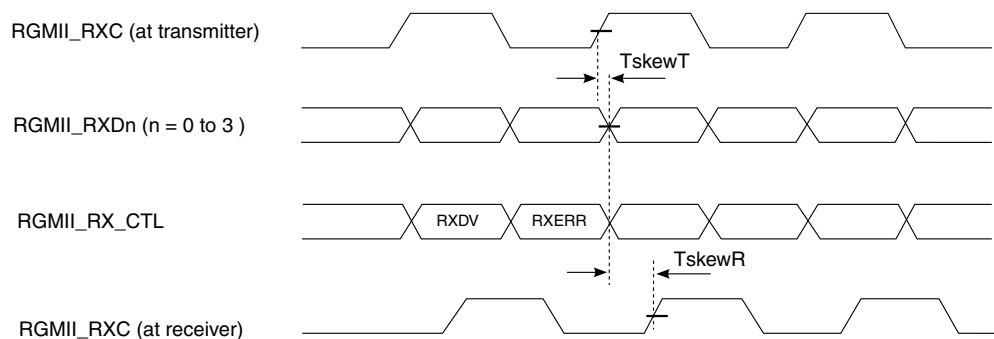 RGMII_RXC (at transmitter)
TskewT
RGMII_RXDn (n = 0 to 3 )
RGMII_RX_CTL
RXDV
RXERR
TskewR
RGMII_RXC (at receiver)